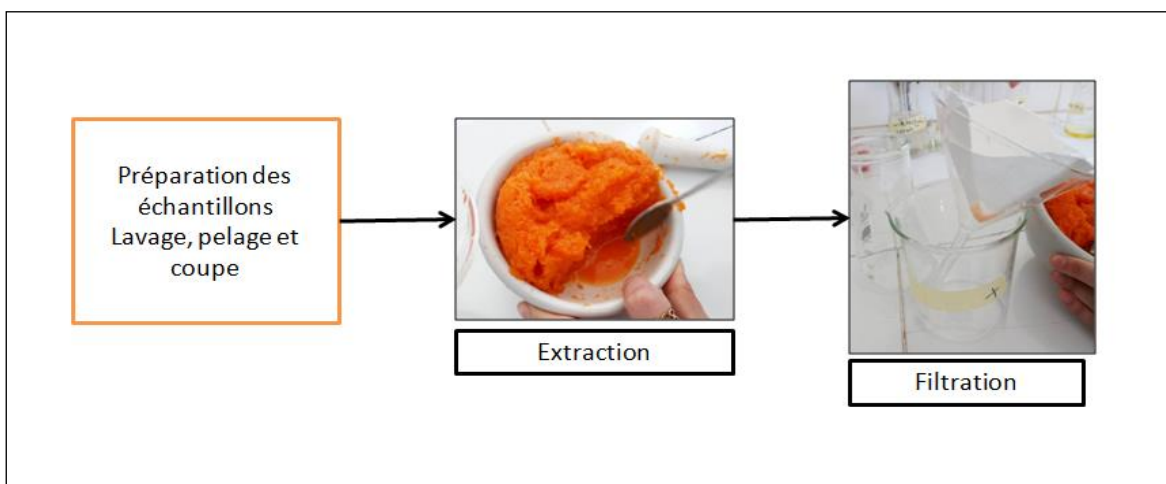 Préparation des
échantillons
Lavage, pelage et
coupe
Extraction
Filtration